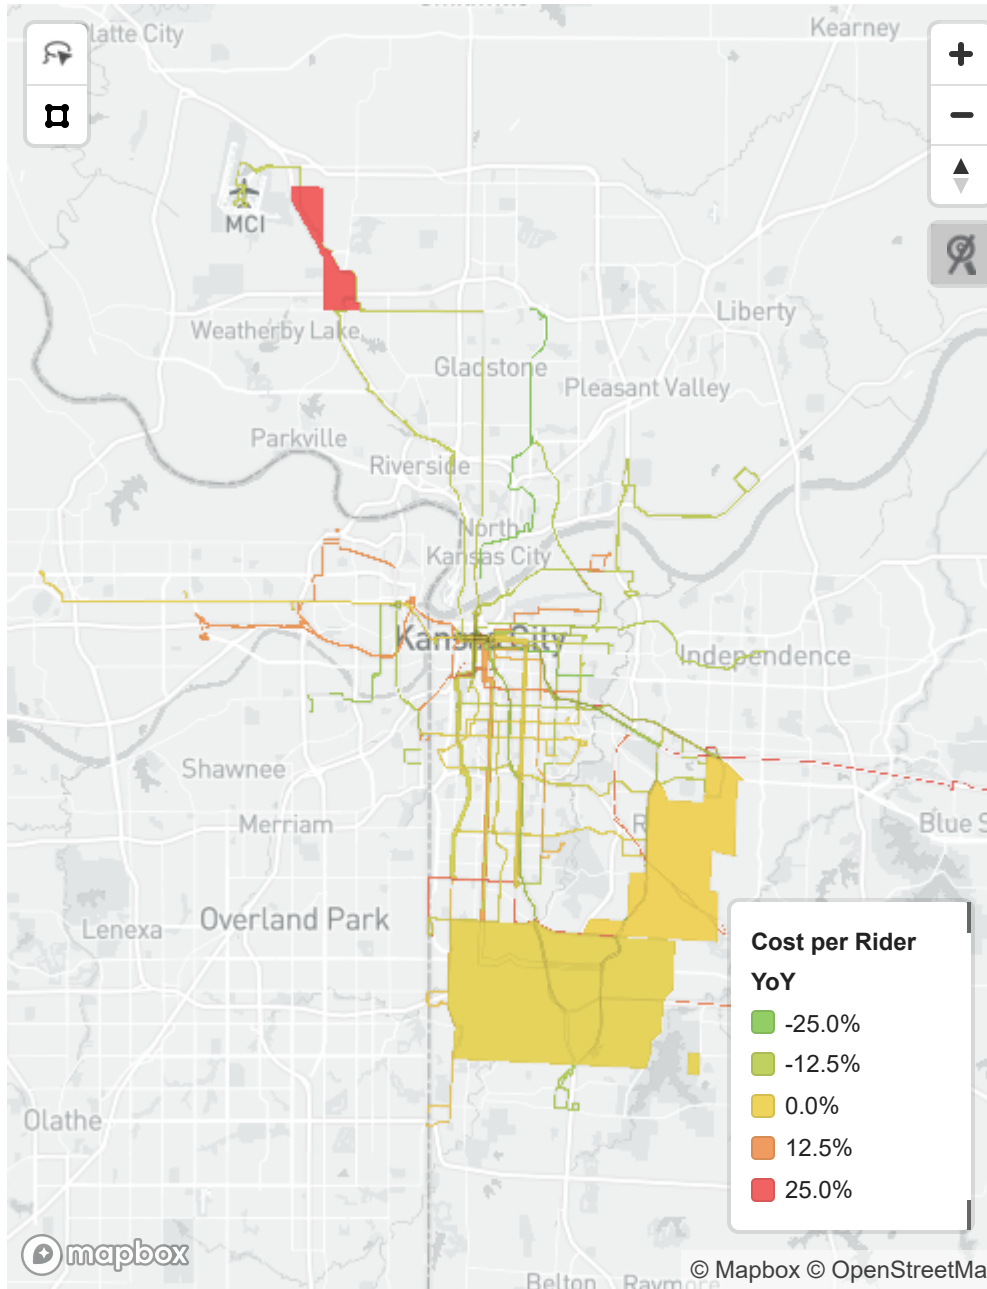 Platte City
Kearney
MCI
Liberty
Weatherby Lake
Gladstone
Pleasant Valley
Parkville
Riverside
North
Kansas City
Kansas City
Independence
Shawnee
Merriam
R
Blue S
Overland Park
Lenexa
Cost per Rider
YoY
-25.0%
-12.5%
0.0%
12.5%
25.0%
Olathe
mapbox
© Mapbox © OpenStreetMa
Belton
Raymore